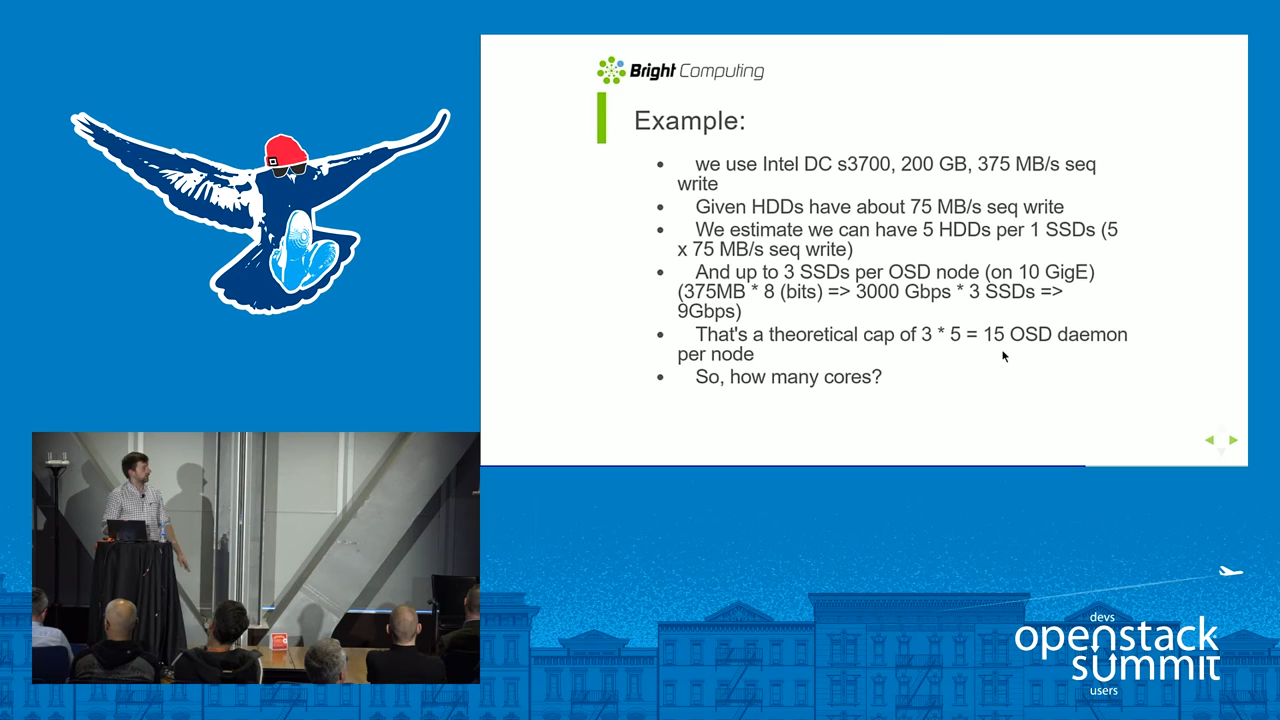 Bright Computing
Example:
• we use Intel DC s3700, 200 GB, 375 MB/s seq
write
• Given HDDs have about 75 MB/s seq write
• We estimate we can have 5 HDDs per 1 SSDs (5
x 75 MB/s seq write)
• And up to 3 SSDs per OSD node (on 10 GigE)
(375MB * 8 (bits) => 3000 Gbps * 3 SSDs =>
9Gbps)
• That's a theoretical cap of 3 * 5 = 15 OSD daemon
per node
• So, how many cores?
devs
openstack
summit
users